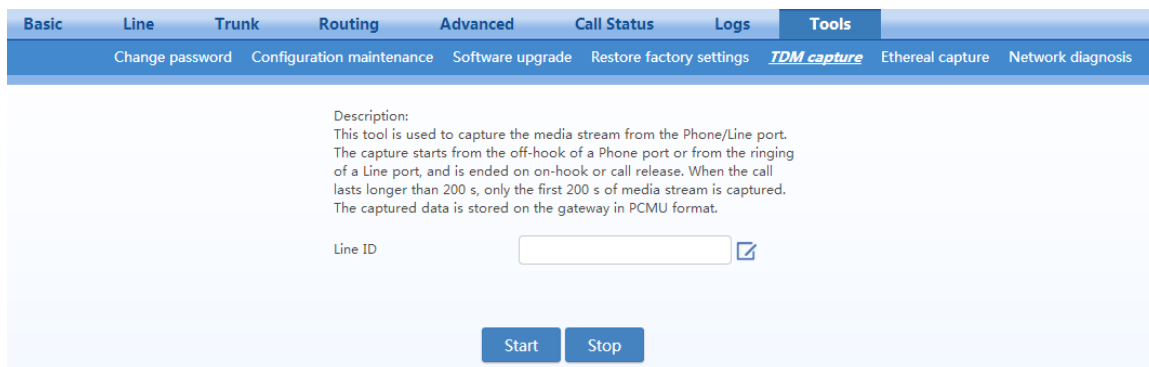 Basic Line Trunk Routing Advanced Call Status Logs Tools
Change password Configuration maintenance Software upgrade Restore factory settings TDM capture Ethereal capture Network diagnosis
Description:
This tool is used to capture the media stream from the Phone/Line port.
The capture starts from the off-hook of a Phone port or from the ringing
of a Line port, and is ended on on-hook or call release. When the call
lasts longer than 200 s, only the first 200 s of media stream is captured.
The captured data is stored on the gateway in PCMU format.
Line ID
Start Stop